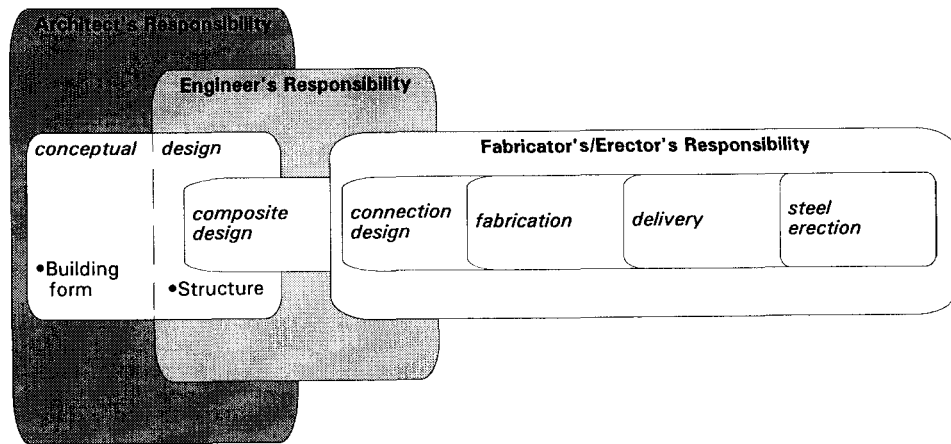 Architect's Responsibility
Engineer's Responsibility
Fabricator's/Erector's Responsibility
conceptual design
composite
design
connection
design
fabrication
delivery
steel
erection
•Building
form
•Structure